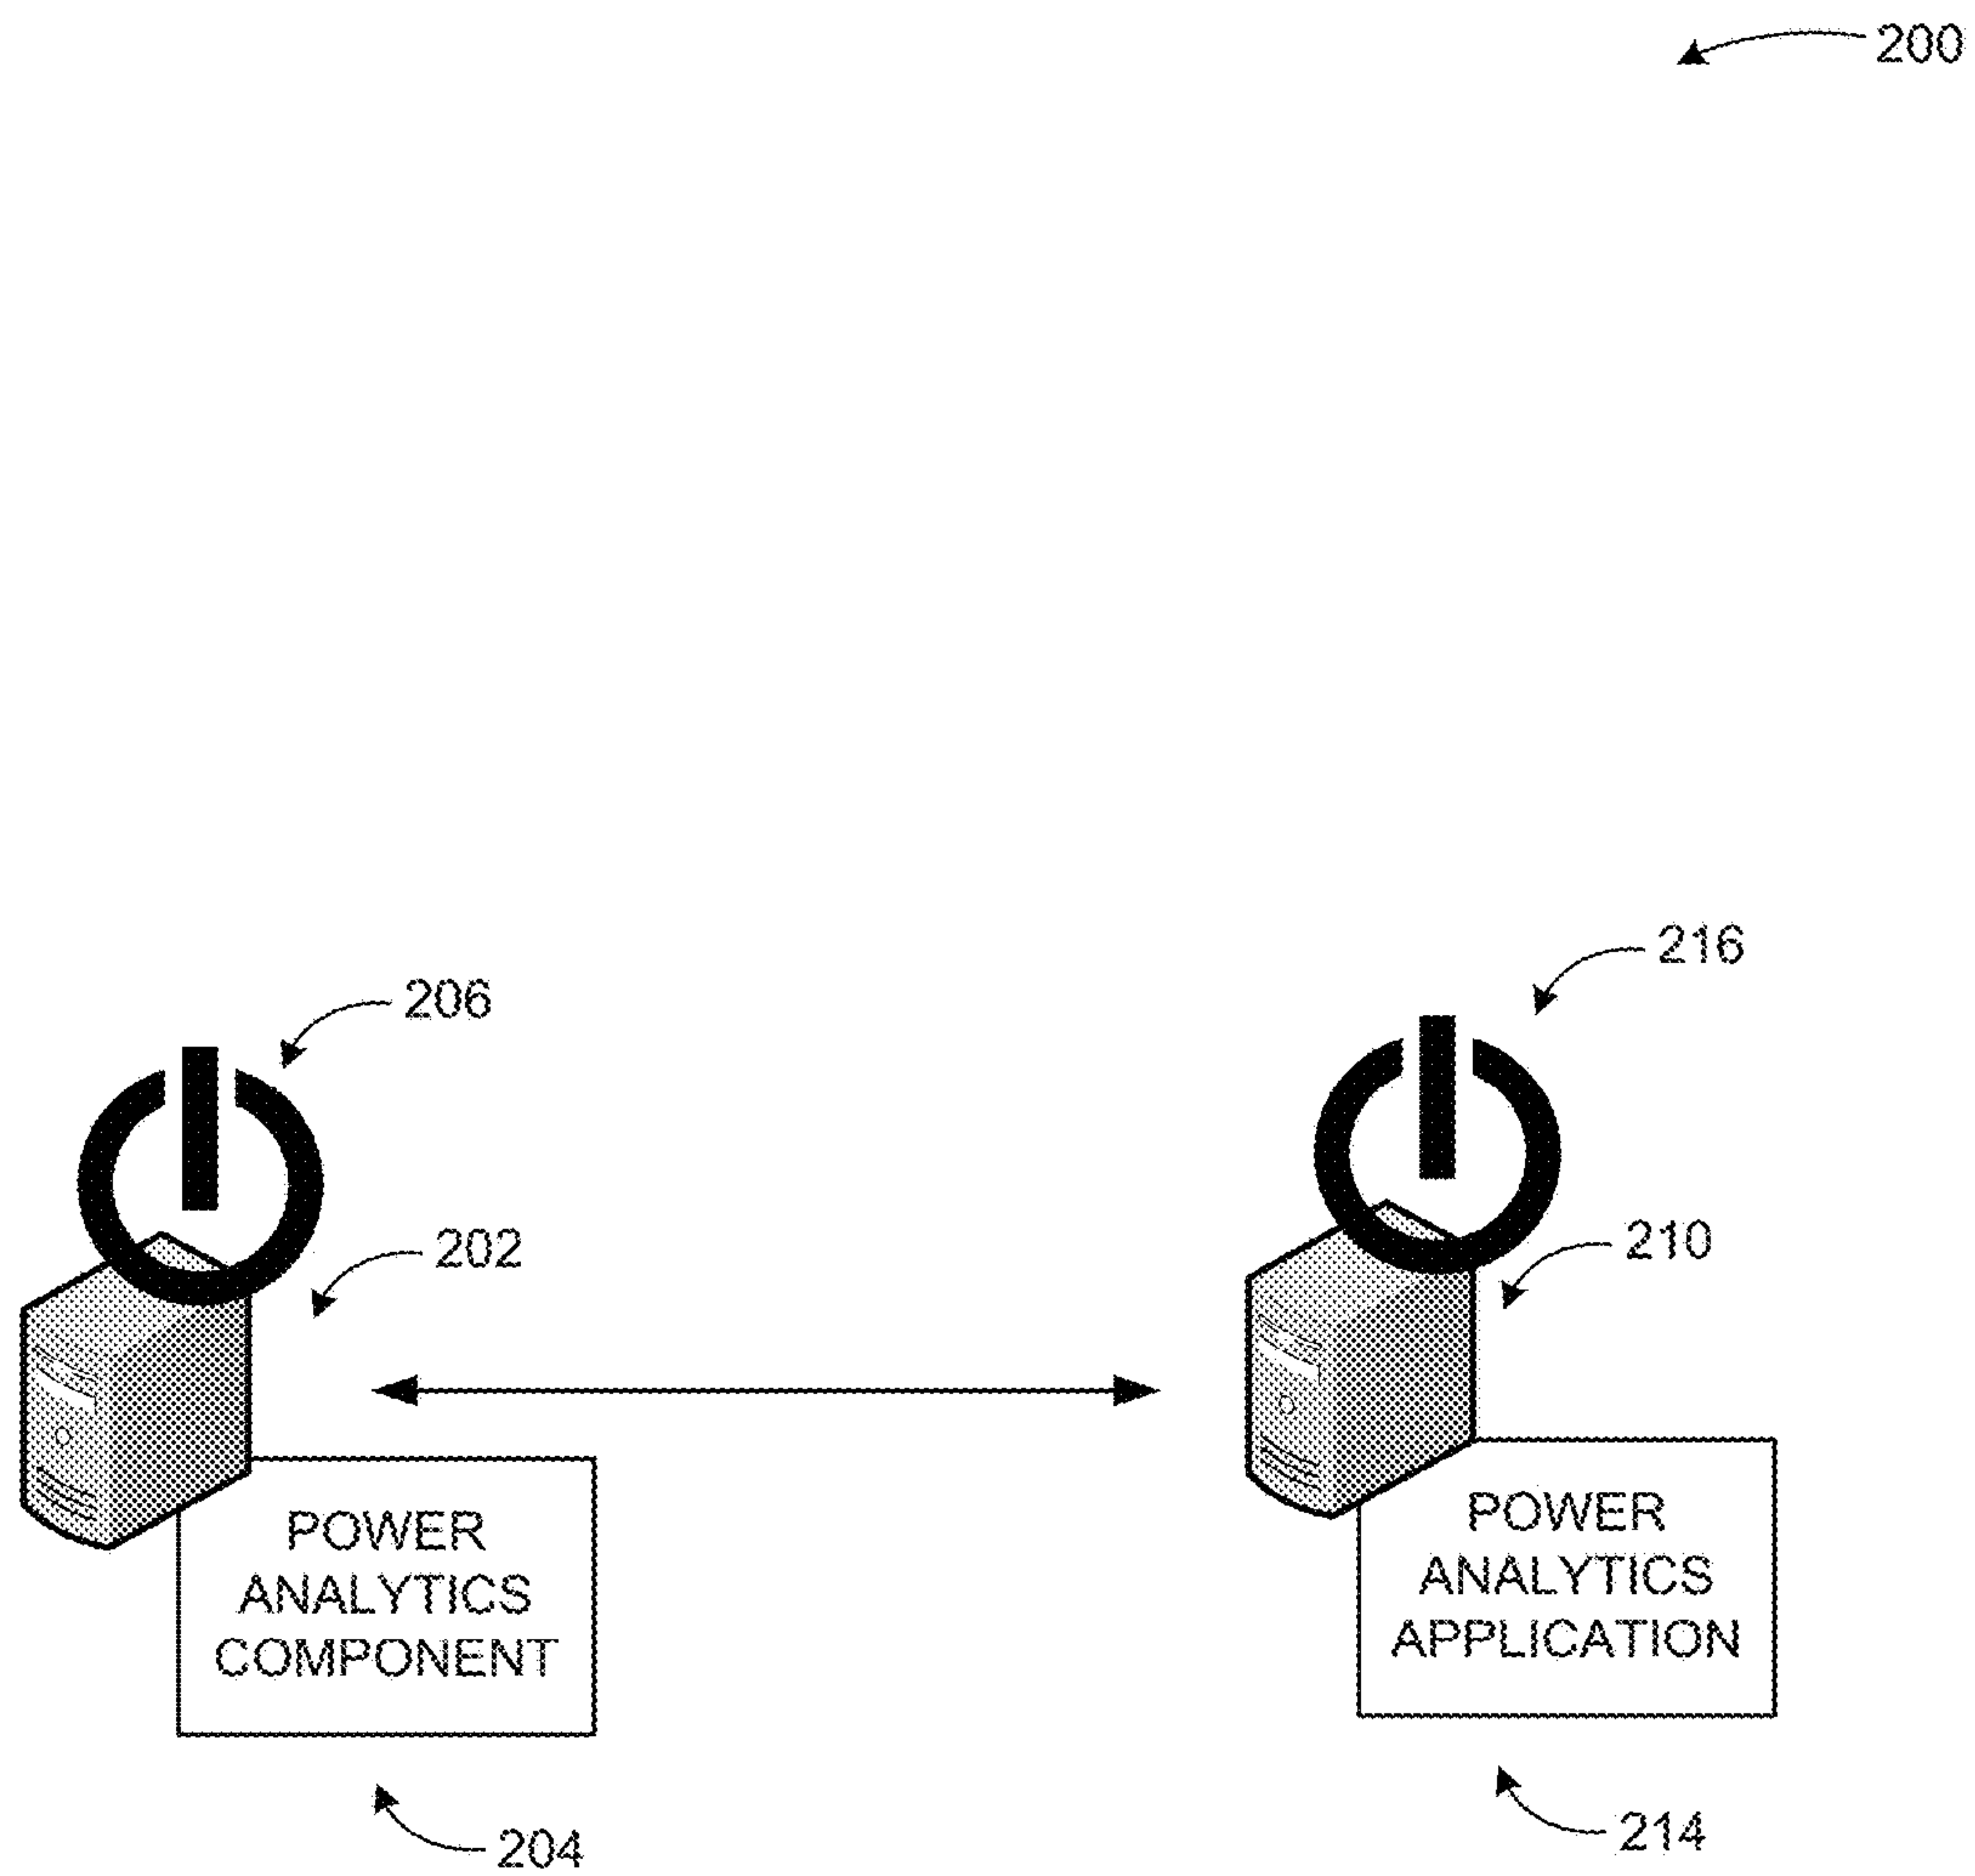 200
216
206
210
202
POWER
ANALYTICS
COMPONENT
POWER
ANALYTICS
APPLICATION
204
214